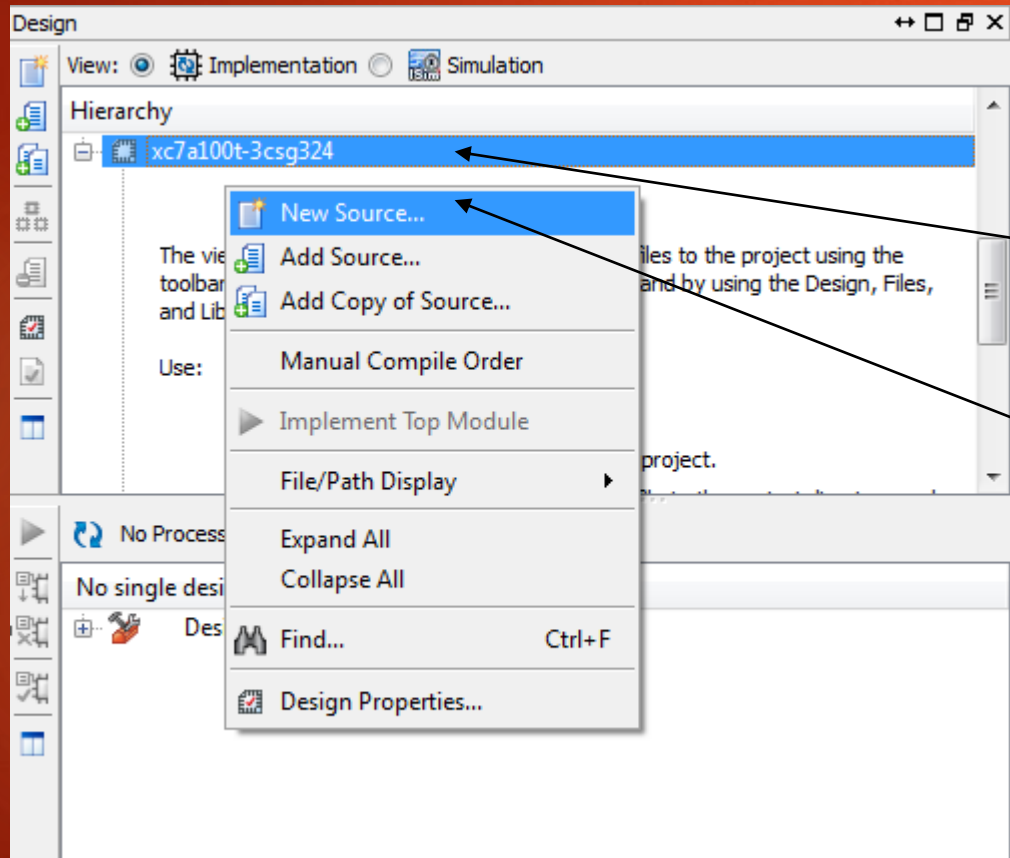 Design
View: Implementation Simulation
iSim
Hierarchy
xc7a100t-3csg324
New Source...
The vie
files to the project using the
Add Source...
toolbar
and by using the Design, Files,
Add Copy of Source...
and Lib
Manual Compile Order
Use:
Implement Top Module
project.
File/Path Display
No Process
Expand All
No single desi
Collapse All
Des
Find... Ctrl+F
Design Properties...